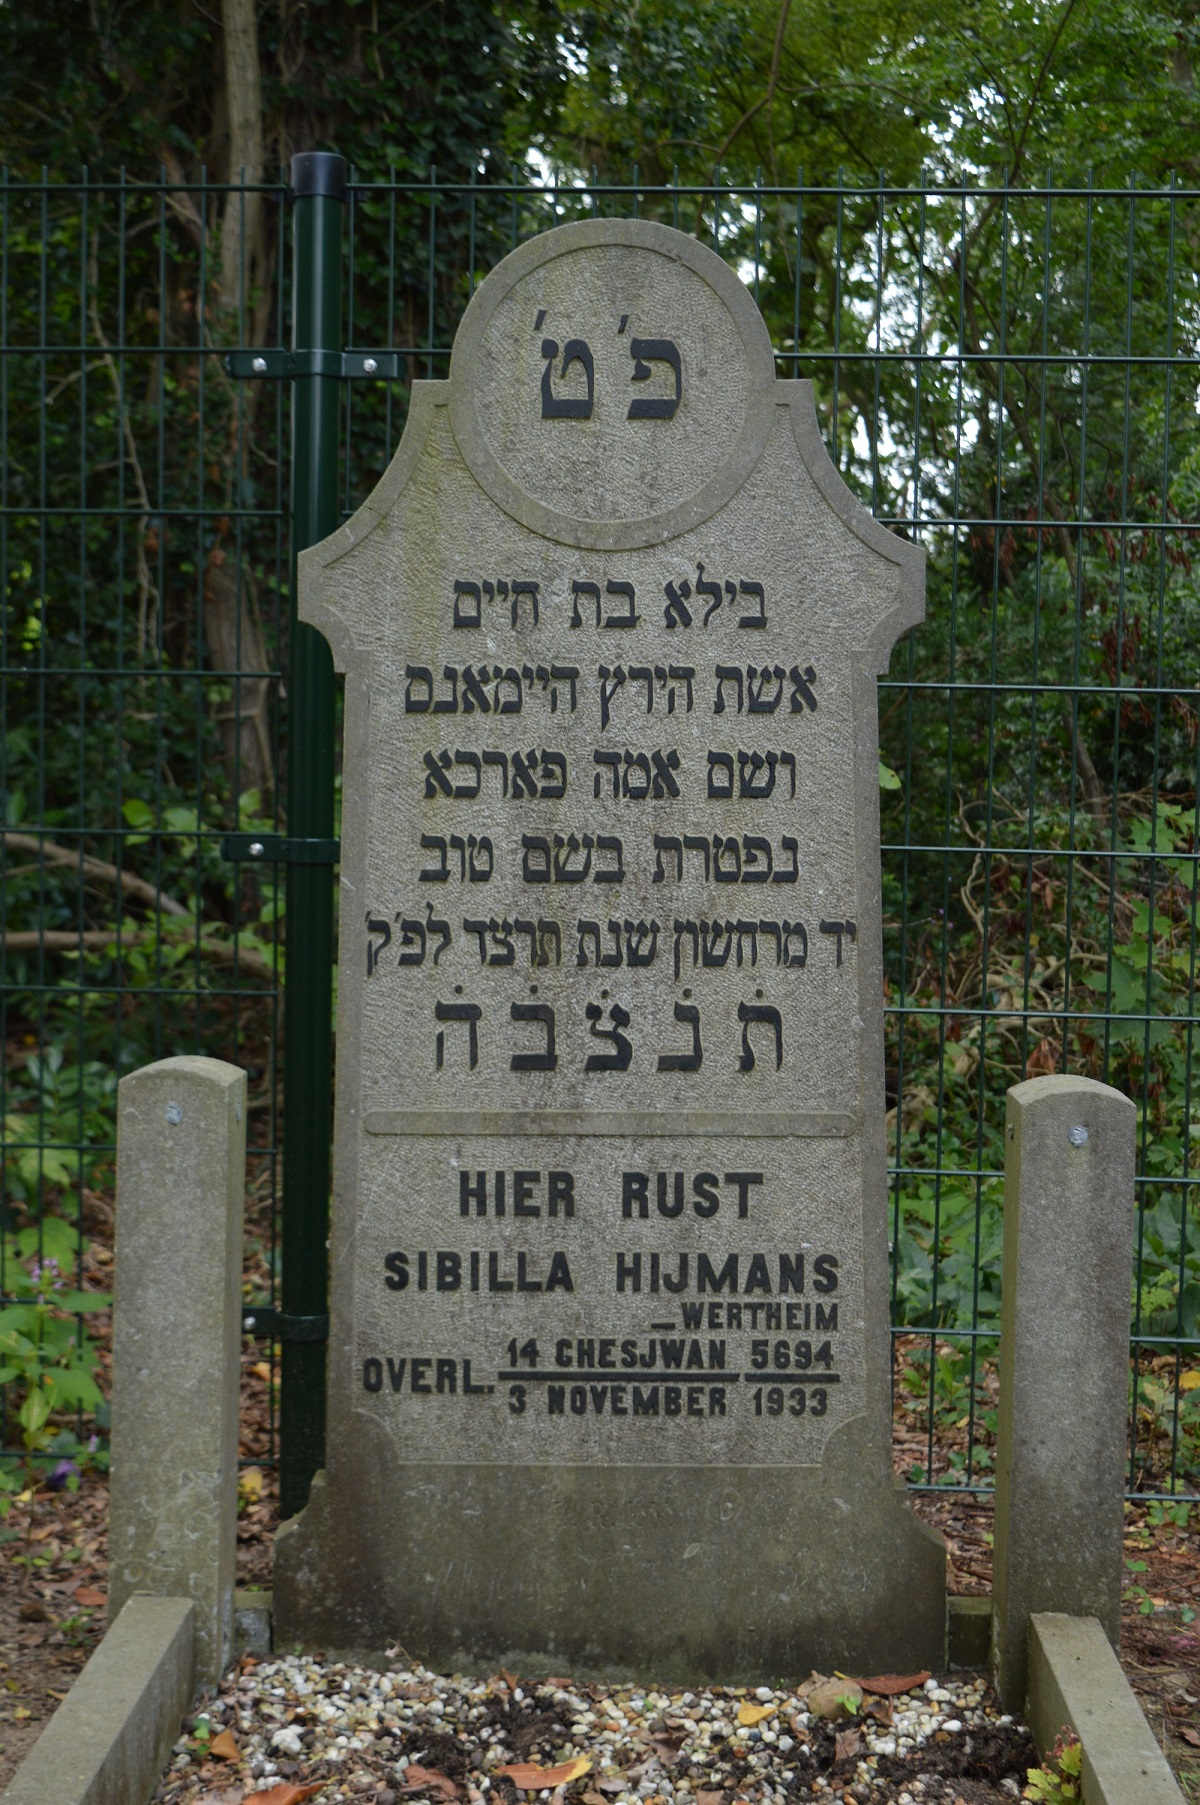 פ׳ ט׳
בילא בת חיים
אשת הירץ היימאנס
ושם אמה פארכא
נפטרת בשם טוב
יד מרחשון שנת תרצד לפ׳ק׳
תׄנׄצׄבׄהׄ
HIER RUST
SIBILLA HIJMANS
_WERTHEIM
14 CHESJWAN 5694
OVERL.
3 NOVEMBER 1933